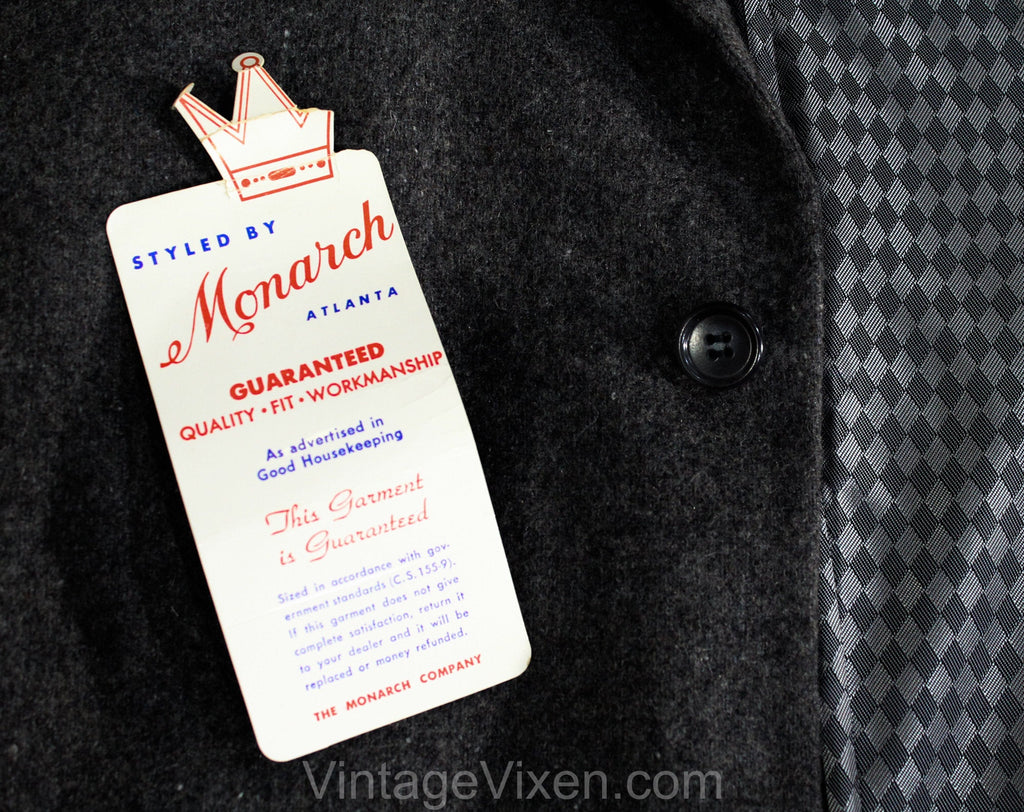 STYLED BY
Monarch
ATLANTA
GUARANTEED
QUALITY • FIT • WORKMANSHIP
As advertised in
Good Housekeeping
This Garment
is Guaranteed
Sized in accordance with gov-
ernment standards (C.S.155-9).
If this garment does not give
complete satisfaction, return it
to your dealer and it will be
replaced or money refunded.
THE MONARCH COMPANY
VintageVixen.com